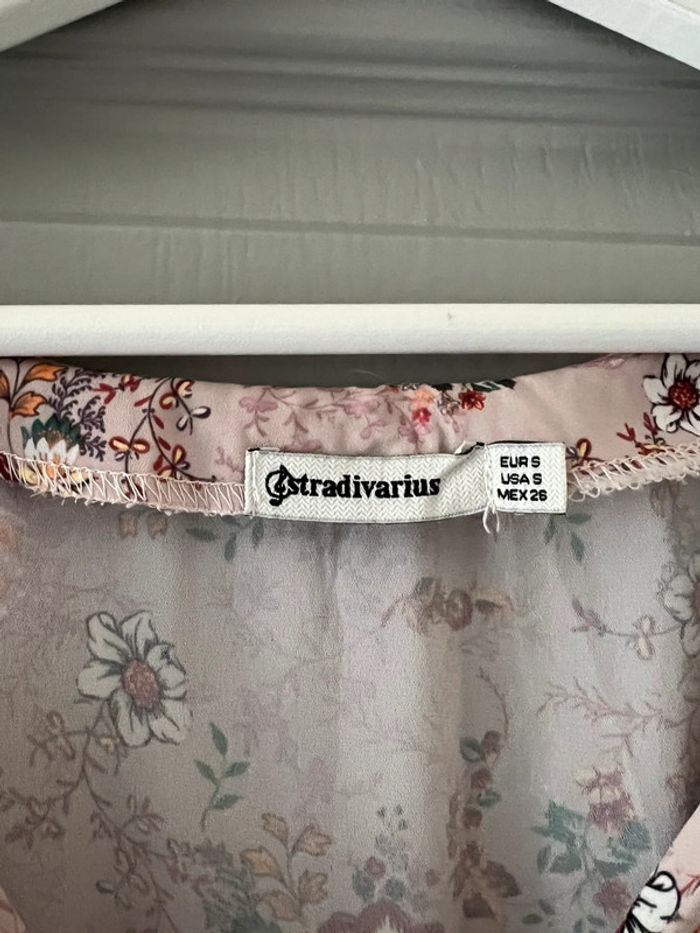 Stradivarius
EUR S
USA S
MEX 26